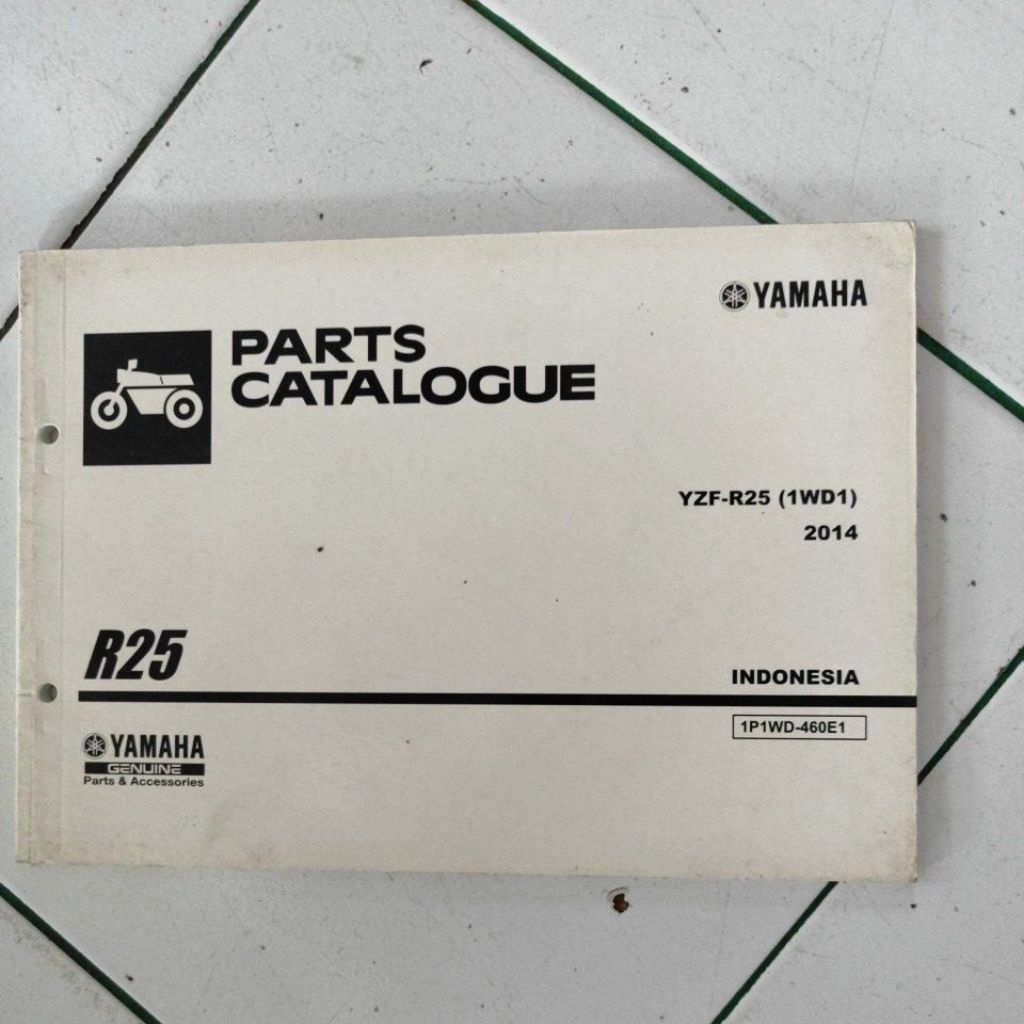 YAMAHA
PARTS
CATALOGUE
YZF-R25 (1WD1)
2014
R25
INDONESIA
1P1WD-460E1
YAMAHA
GENUINE
Parts & Accessories